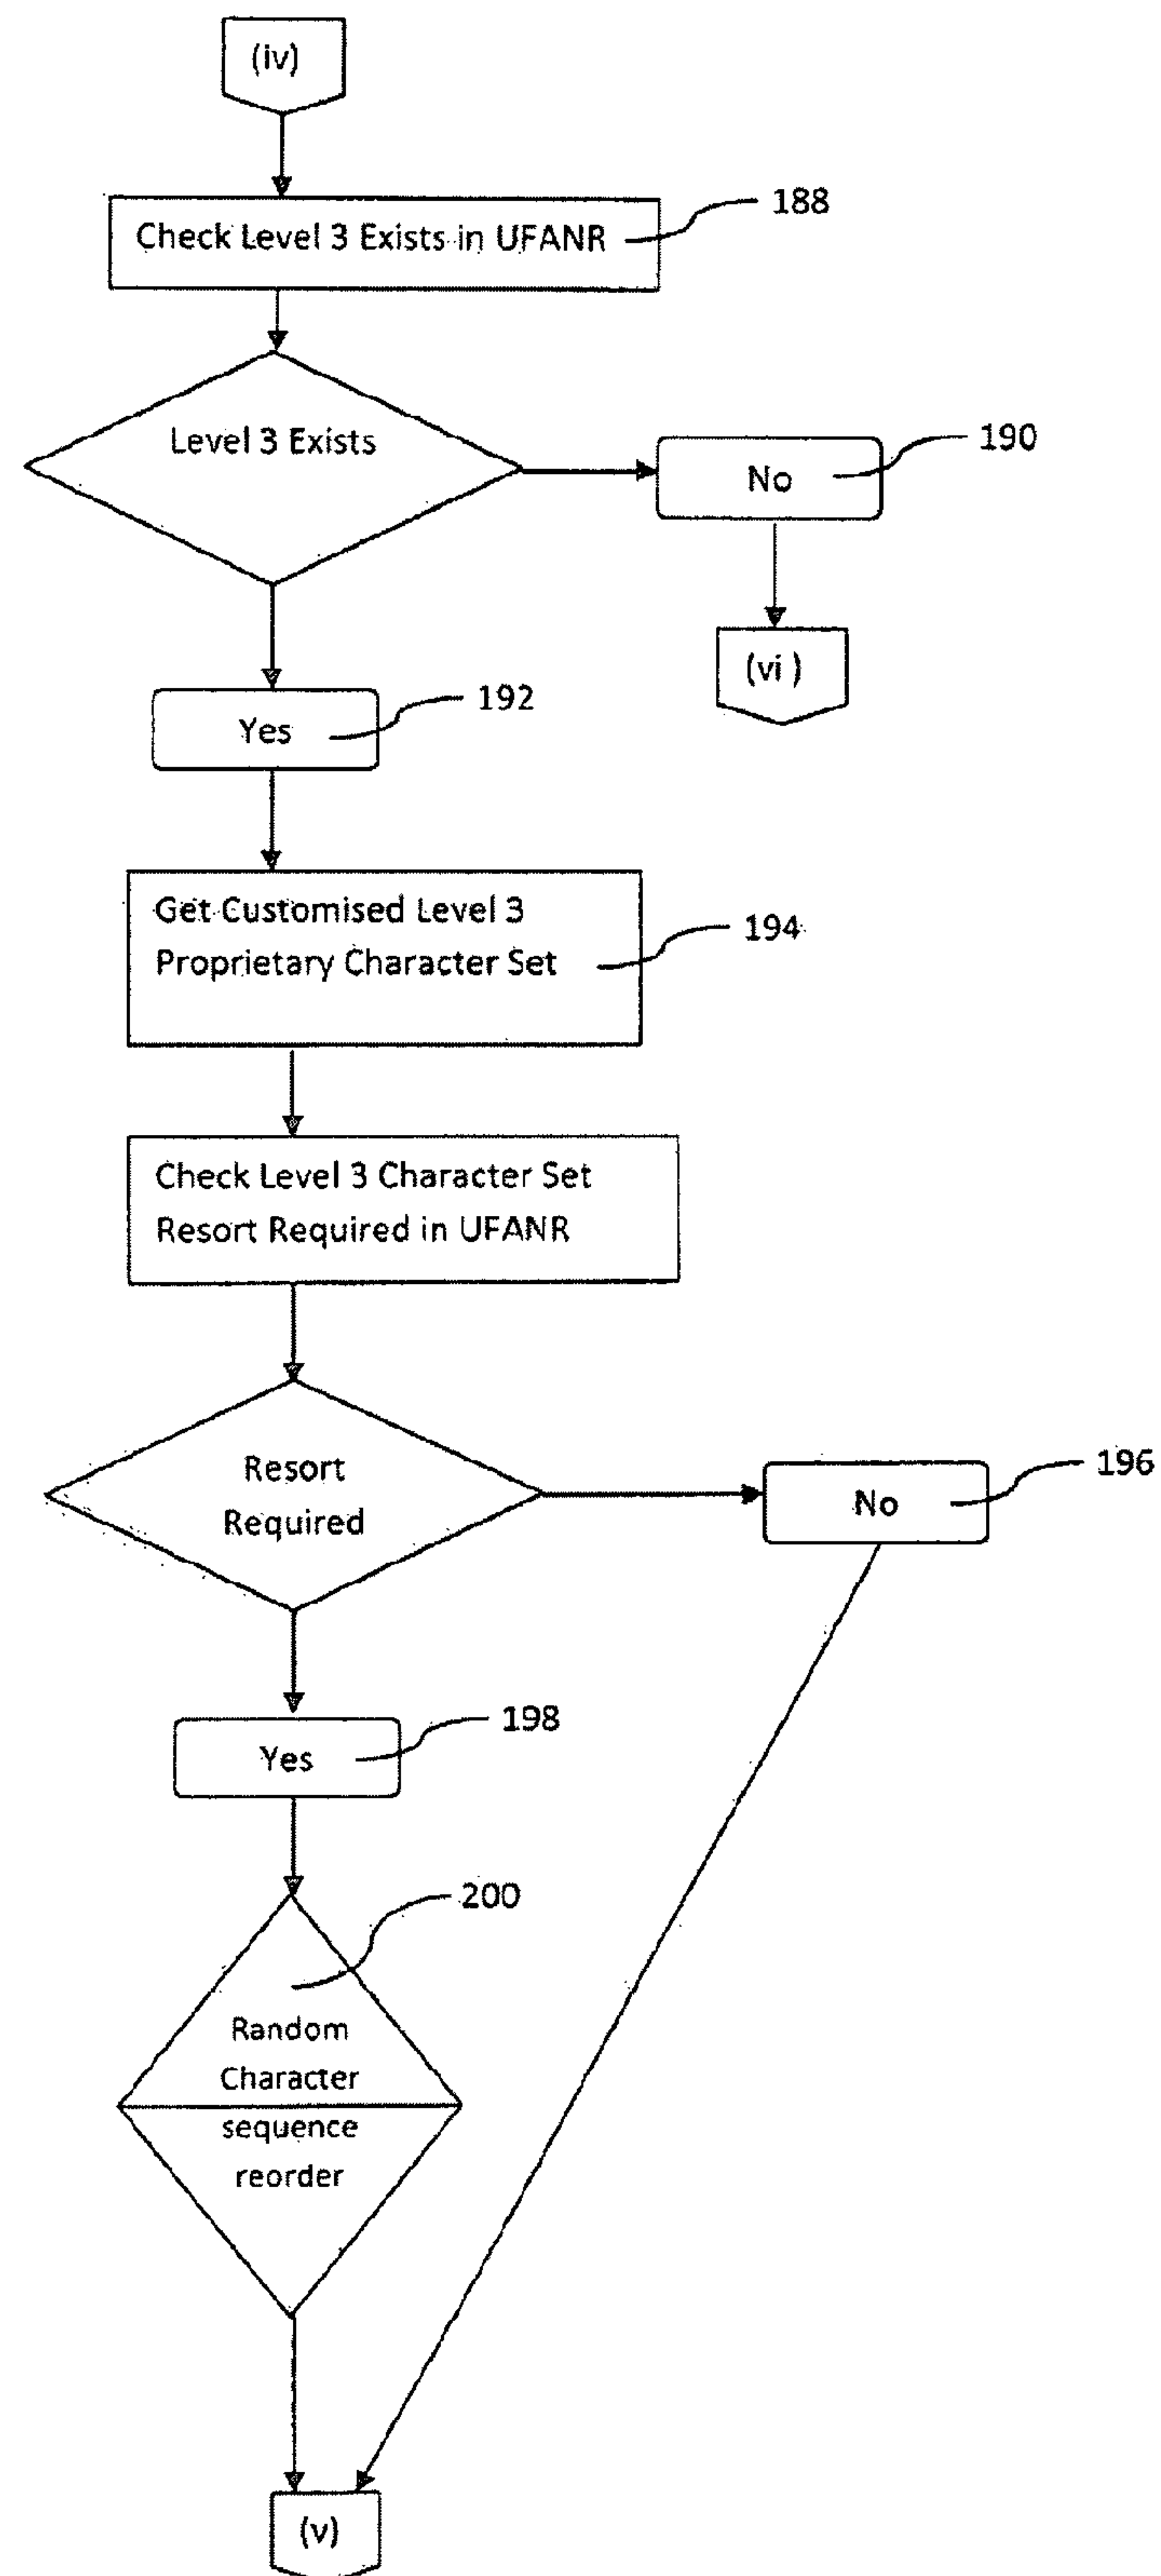 (iv)
188
Check Level 3 Exists in UFANR
Level 3 Exists
190
No
(vi )
192
Yes
Get Customised Level 3
Proprietary Character Set
194
Check Level 3 Character Set
Resort Required in UFANR
Resort
Required
196
No
198
Yes
200
Random
Character
sequence
reorder
(v)